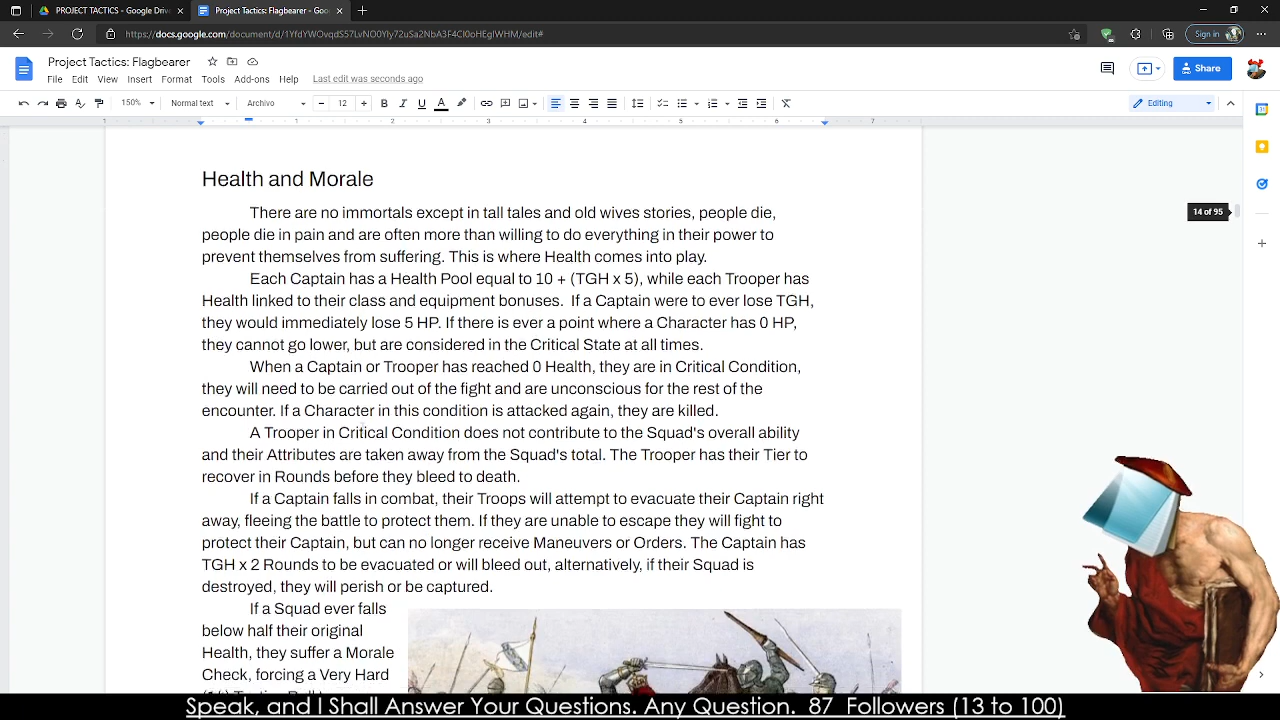 PROJECT TACTICS - Google Drive
Project Tactics: Flagbearer - Goo
https://docs.google.com/document/d/1YfdYWOvqdS57LvNO0Yly72uSa2NbA3F4Cl0oHEglWHM/edit#
Sign in
Project Tactics: Flagbearer
File Edit View Insert Format Tools Add-ons Help Last edit was seconds ago
Share
150% Normal text Archivo 12 Editing
1 1 2 3 4 5 6 7
14 of 95
Health and Morale
There are no immortals except in tall tales and old wives stories, people die,
people die in pain and are often more than willing to do everything in their power to
prevent themselves from suffering. This is where Health comes into play.
Each Captain has a Health Pool equal to 10 + (TGH x 5), while each Trooper has
Health linked to their class and equipment bonuses. If a Captain were to ever lose TGH,
they would immediately lose 5 HP. If there is ever a point where a Character has 0 HP,
they cannot go lower, but are considered in the Critical State at all times.
When a Captain or Trooper has reached 0 Health, they are in Critical Condition,
they will need to be carried out of the fight and are unconscious for the rest of the
encounter. If a Character in this condition is attacked again, they are killed.
A Trooper in Critical Condition does not contribute to the Squad's overall ability
and their Attributes are taken away from the Squad's total. The Trooper has their Tier to
recover in Rounds before they bleed to death.
If a Captain falls in combat, their Troops will attempt to evacuate their Captain right
away, fleeing the battle to protect them. If they are unable to escape they will fight to
protect their Captain, but can no longer receive Maneuvers or Orders. The Captain has
TGH x 2 Rounds to be evacuated or will bleed out, alternatively, if their Squad is
destroyed, they will perish or be captured.
If a Squad ever falls
below half their original
Health, they suffer a Morale
Check, forcing a Very Hard
Speak, and I Shall Answer Your Questions. Any Question. 87 Followers (13 to 100)